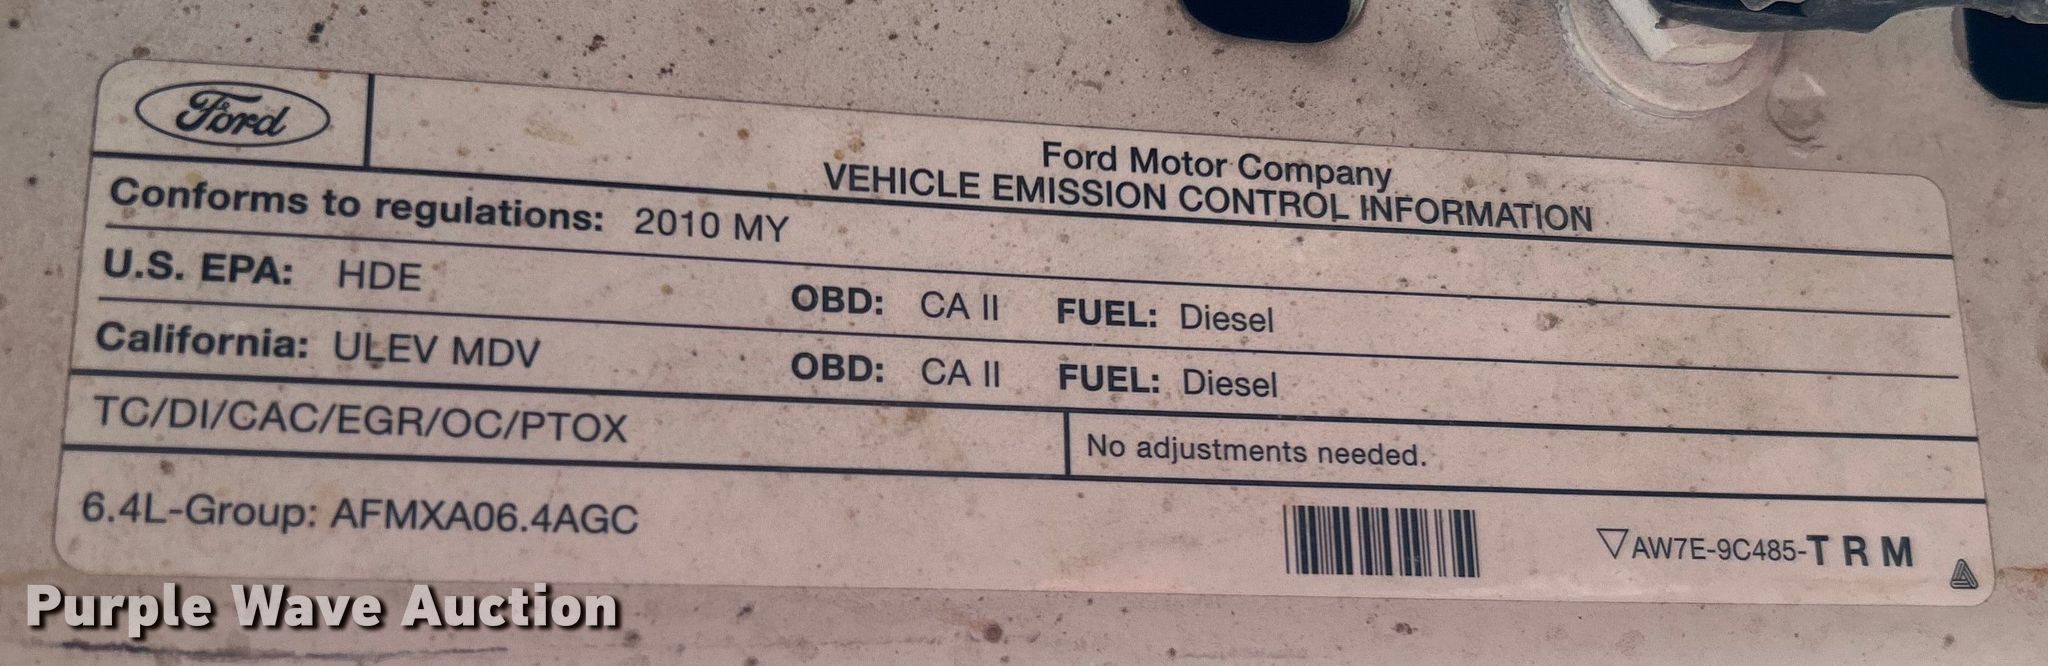 Ford
Ford Motor Company
VEHICLE EMISSION CONTROL INFORMATION
Conforms to regulations: 2010 MY
U.S. EPA: HDE OBD: CA II FUEL: Diesel
California: ULEV MDV OBD: CA II FUEL: Diesel
TC/DI/CAC/EGR/OC/PTOX No adjustments needed.
6.4L-Group: AFMXA06.4AGC
▽AW7E-9C485-T R M
Purple Wave Auction